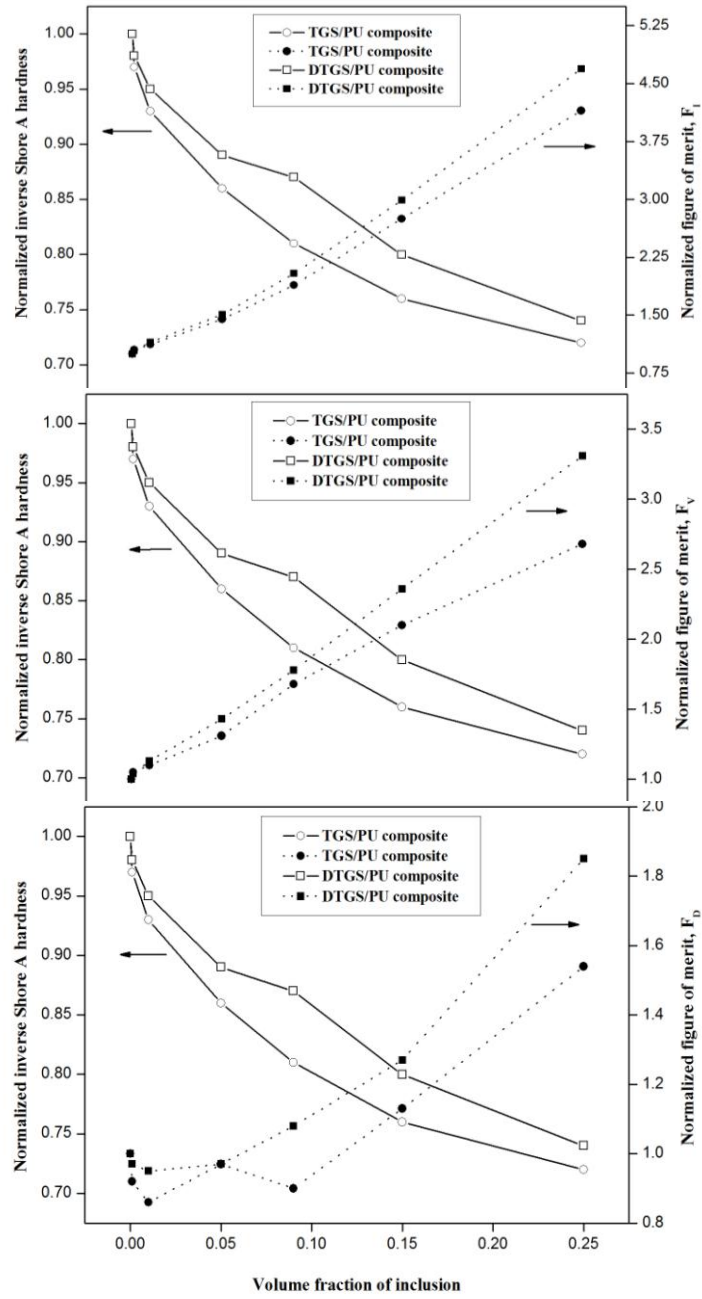 TGS/PU composite
TGS/PU composite
DTGS/PU composite
DTGS/PU composite
Normalized inverse Shore A hardness
1.00
0.95
0.90
0.85
0.80
0.75
0.70
5.25
4.50
3.75
3.00
2.25
1.50
0.75
Normalized figure of merit, F_I
TGS/PU composite
TGS/PU composite
DTGS/PU composite
DTGS/PU composite
Normalized inverse Shore A hardness
1.00
0.95
0.90
0.85
0.80
0.75
0.70
3.5
3.0
2.5
2.0
1.5
1.0
Normalized figure of merit, F_V
TGS/PU composite
TGS/PU composite
DTGS/PU composite
DTGS/PU composite
Normalized inverse Shore A hardness
1.00
0.95
0.90
0.85
0.80
0.75
0.70
2.0
1.8
1.6
1.4
1.2
1.0
0.8
Normalized figure of merit, F_D
0.00 0.05 0.10 0.15 0.20 0.25
Volume fraction of inclusion